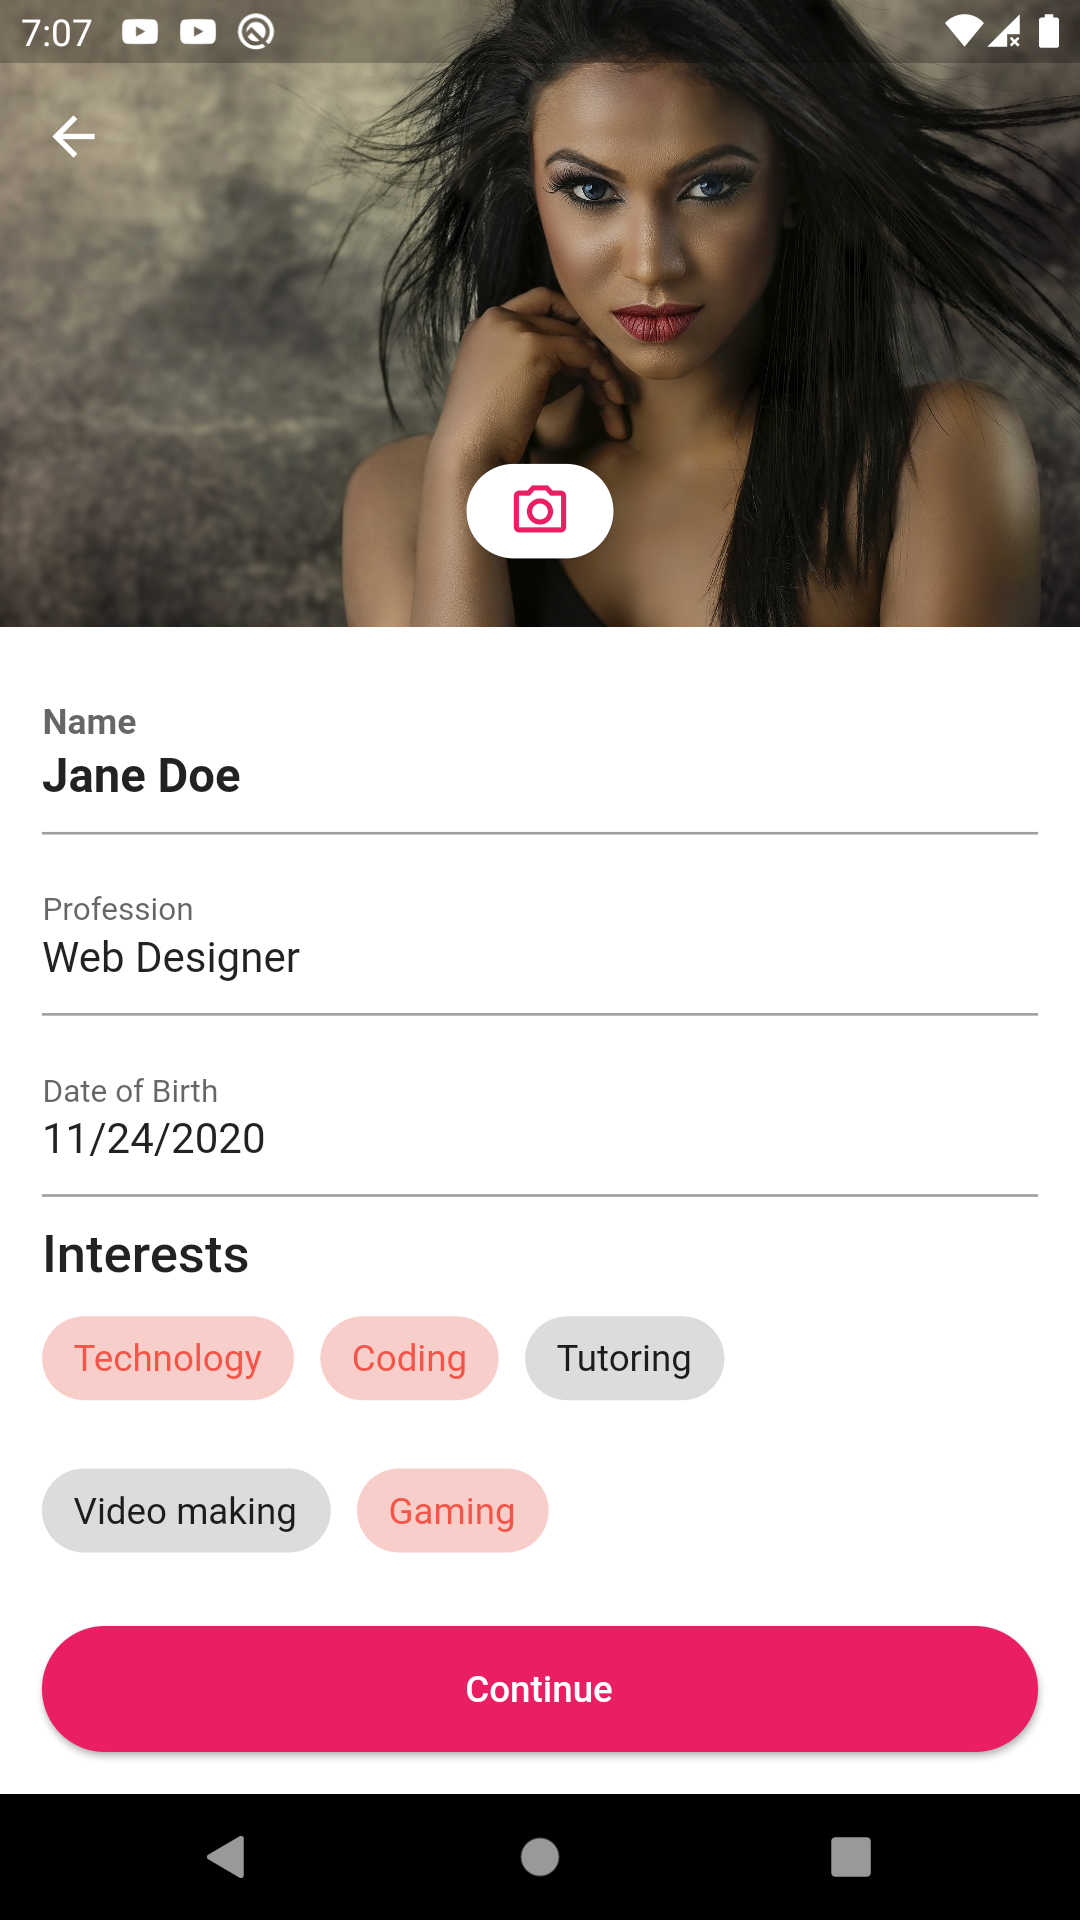 7:07
Name
Jane Doe
Profession
Web Designer
Date of Birth
11/24/2020
Interests
Technology Coding Tutoring
Video making Gaming
Continue